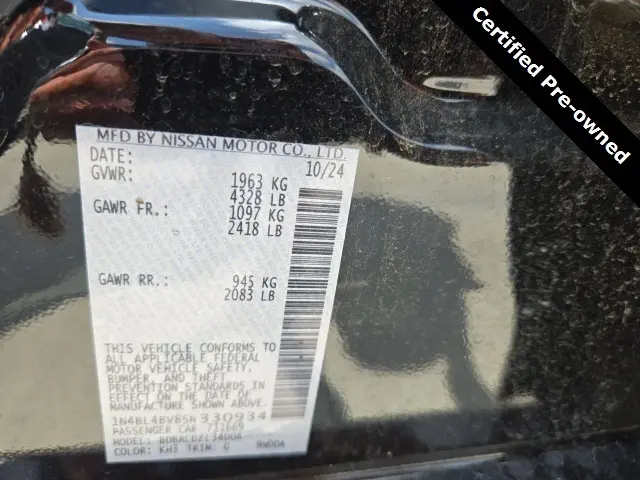 Certified Pre-owned
MFD BY NISSAN MOTOR CO., LTD.
DATE: 10/24
GVWR: 1963 KG
4328 LB
GAWR FR.: 1097 KG
2418 LB
GAWR RR.: 945 KG
2083 LB
THIS VEHICLE CONFORMS TO
ALL APPLICABLE FEDERAL
MOTOR VEHICLE SAFETY,
BUMPER, AND THEFT
PREVENTION STANDARDS IN
EFFECT ON THE DATE OF
MANUFACTURE SHOWN ABOVE.
330934
PASSENGER CAR
MODEL:
COLOR: KH3 TRIM: G